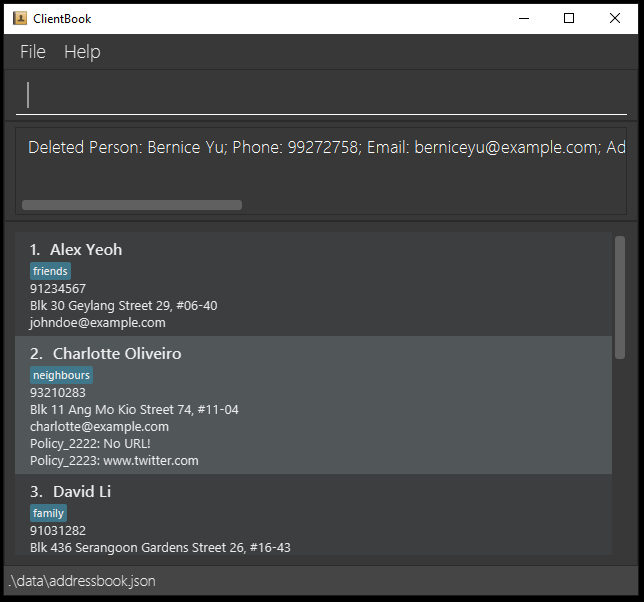 ClientBook
File Help
Deleted Person: Bernice Yu; Phone: 99272758; Email: berniceyu@example.com; Ad
1. Alex Yeoh
friends
91234567
Blk 30 Geylang Street 29, #06-40
johndoe@example.com
2. Charlotte Oliveiro
neighbours
93210283
Blk 11 Ang Mo Kio Street 74, #11-04
charlotte@example.com
Policy_2222: No URL!
Policy_2223: www.twitter.com
3. David Li
family
91031282
Blk 436 Serangoon Gardens Street 26, #16-43
.\data\addressbook.json